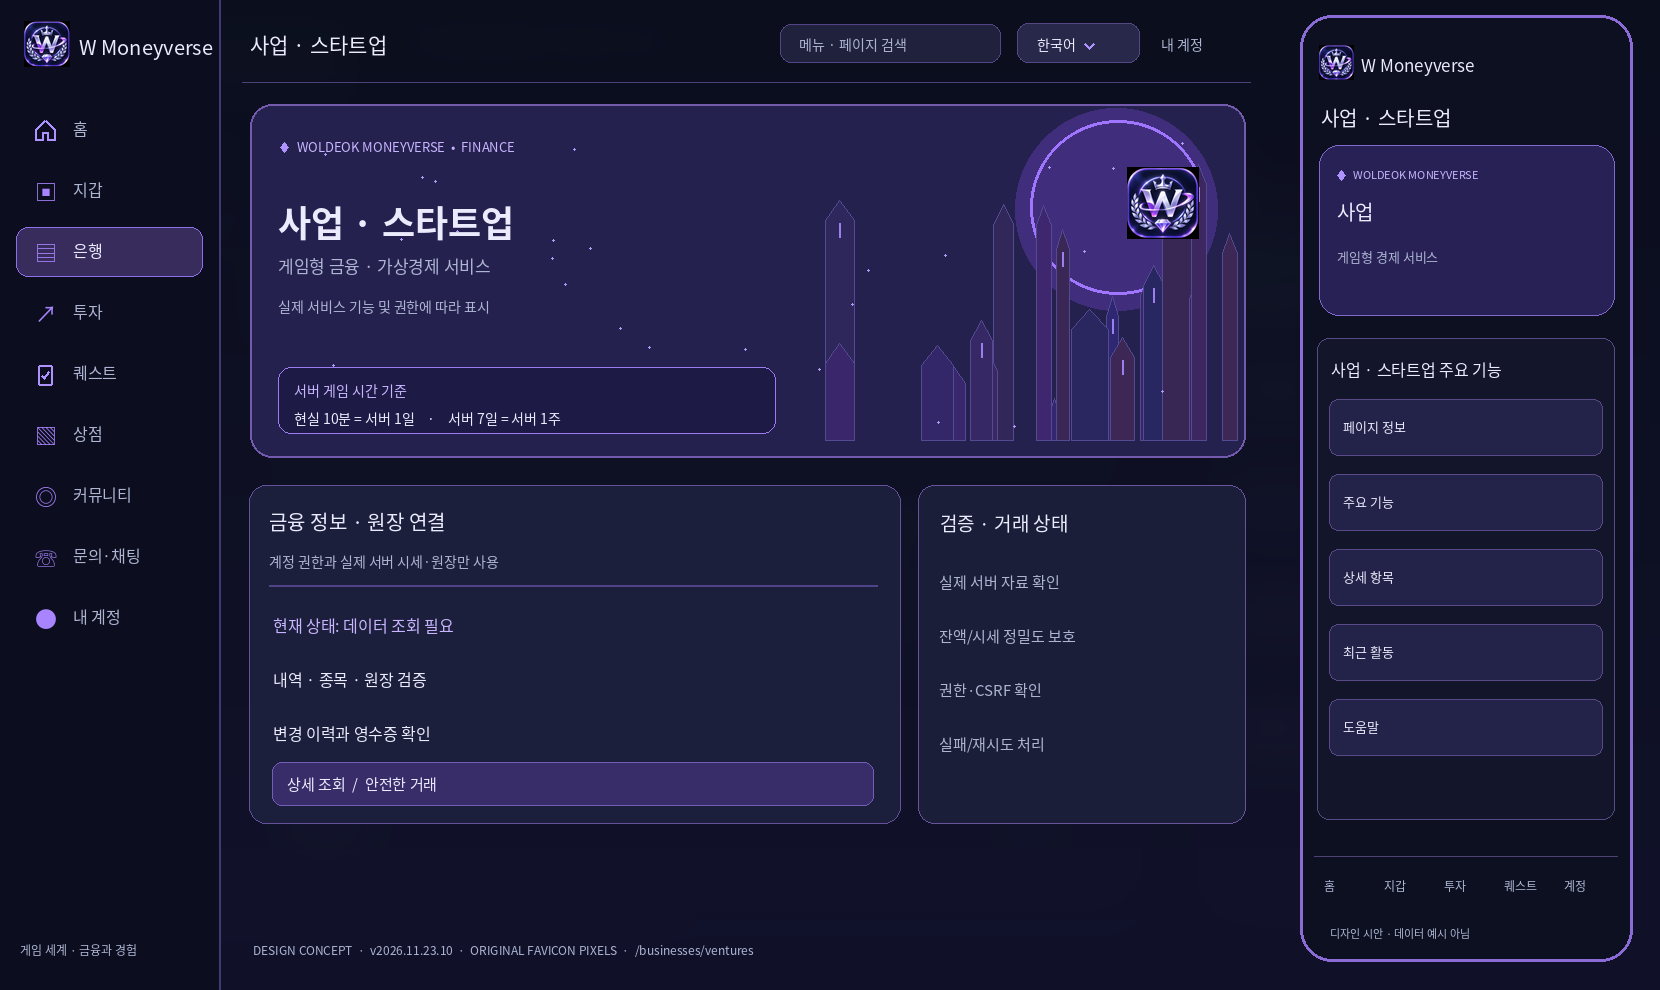 W Moneyverse
홈
지갑
은행
투자
퀘스트
상점
커뮤니티
문의·채팅
내 계정
게임 세계 · 금융과 경험
사업 · 스타트업
메뉴 · 페이지 검색
한국어
내 계정
WOLDEOK MONEYVERSE • FINANCE
사업 · 스타트업
게임형 금융 · 가상경제 서비스
실제 서비스 기능 및 권한에 따라 표시
서버 게임 시간 기준
현실 10분 = 서버 1일 · 서버 7일 = 서버 1주
W
금융 정보 · 원장 연결
계정 권한과 실제 서버 시세·원장만 사용
현재 상태: 데이터 조회 필요
내역 · 종목 · 원장 검증
변경 이력과 영수증 확인
상세 조회 / 안전한 거래
검증 · 거래 상태
실제 서버 자료 확인
잔액/시세 정밀도 보호
권한·CSRF 확인
실패/재시도 처리
DESIGN CONCEPT · v2026.11.23.10 · ORIGINAL FAVICON PIXELS · /businesses/ventures
W Moneyverse
사업 · 스타트업
WOLDEOK MONEYVERSE
사업
게임형 경제 서비스
사업 · 스타트업 주요 기능
페이지 정보
주요 기능
상세 항목
최근 활동
도움말
홈 지갑 투자 퀘스트 계정
디자인 시안 · 데이터 예시 아님